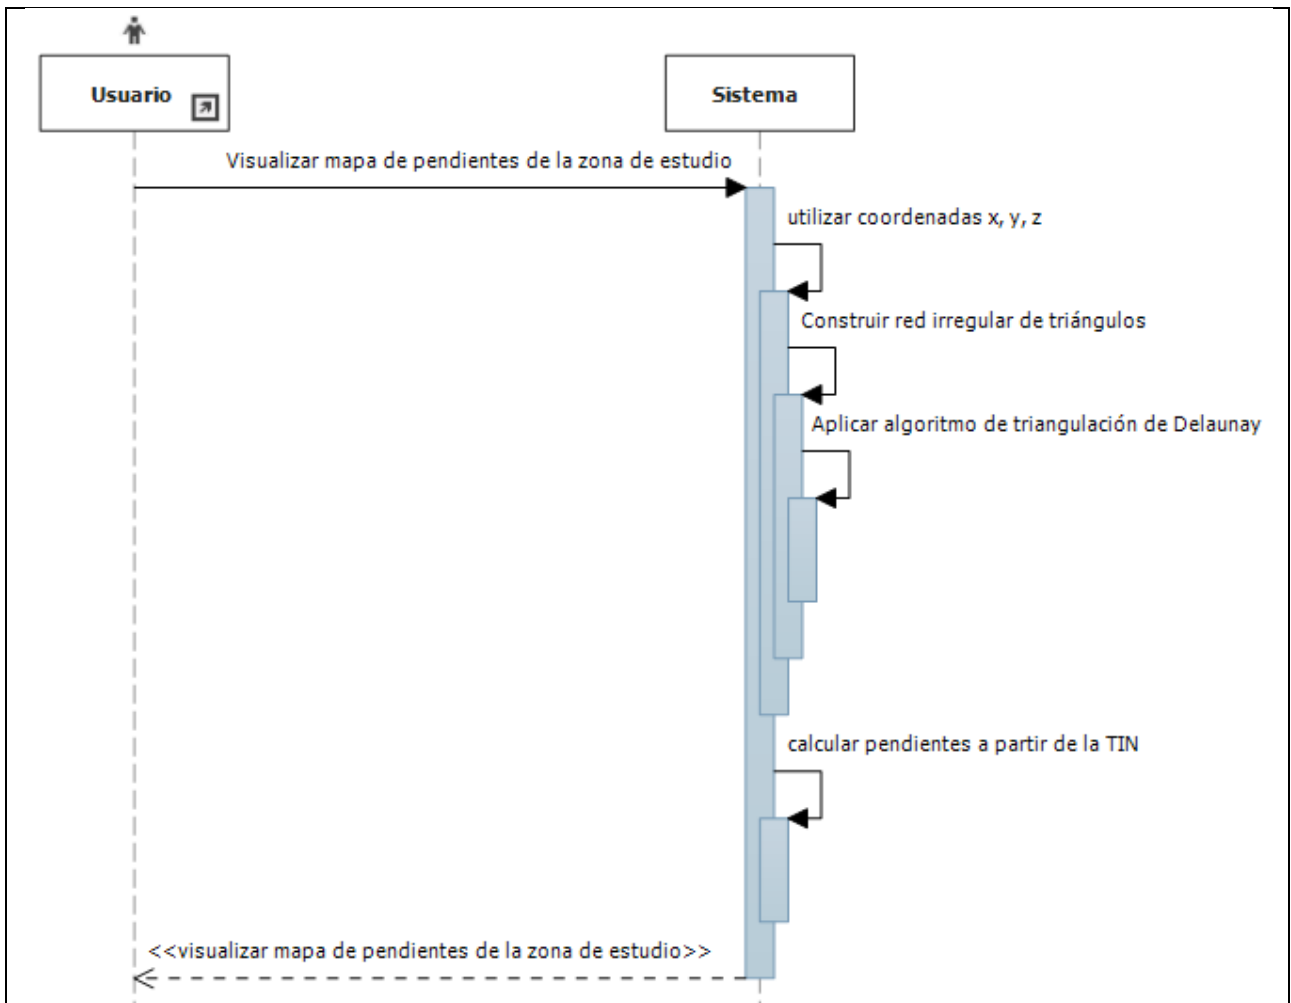 Usuario
Sistema
Visualizar mapa de pendientes de la zona de estudio
utilizar coordenadas x, y, z
Construir red irregular de triángulos
Aplicar algoritmo de triangulación de Delaunay
calcular pendientes a partir de la TIN
<<visualizar mapa de pendientes de la zona de estudio>>